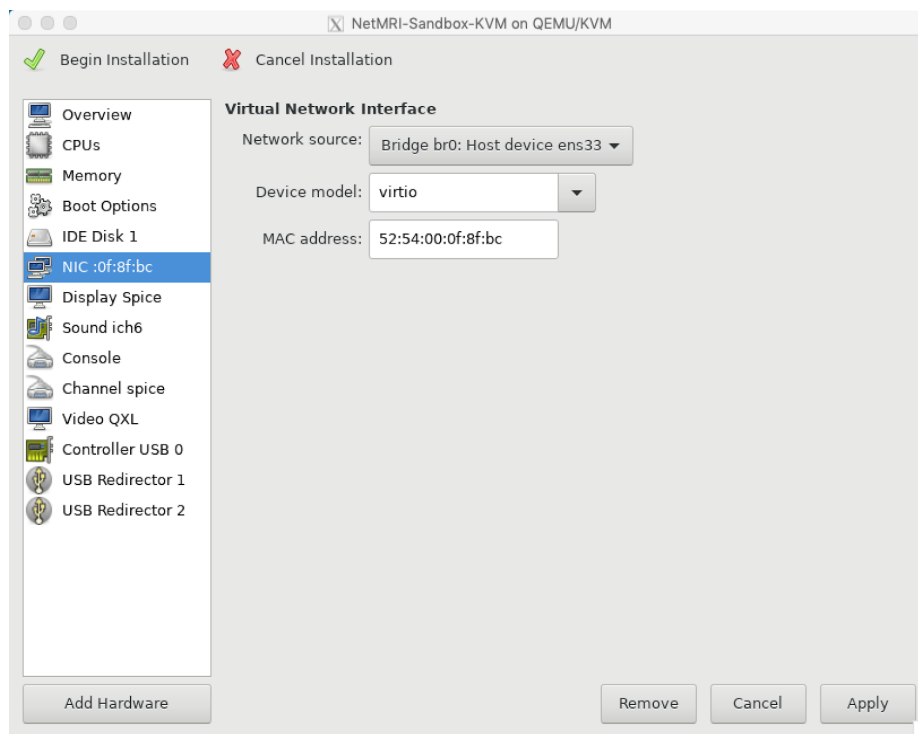 NetMRI-Sandbox-KVM on QEMU/KVM
Begin Installation Cancel Installation
Overview
CPUs
Memory
Boot Options
IDE Disk 1
NIC :0f:8f:bc
Display Spice
Sound ich6
Console
Channel spice
Video QXL
Controller USB 0
USB Redirector 1
USB Redirector 2
Add Hardware
Virtual Network Interface
Network source: Bridge br0: Host device ens33
Device model: virtio
MAC address: 52:54:00:0f:8f:bc
Remove Cancel Apply